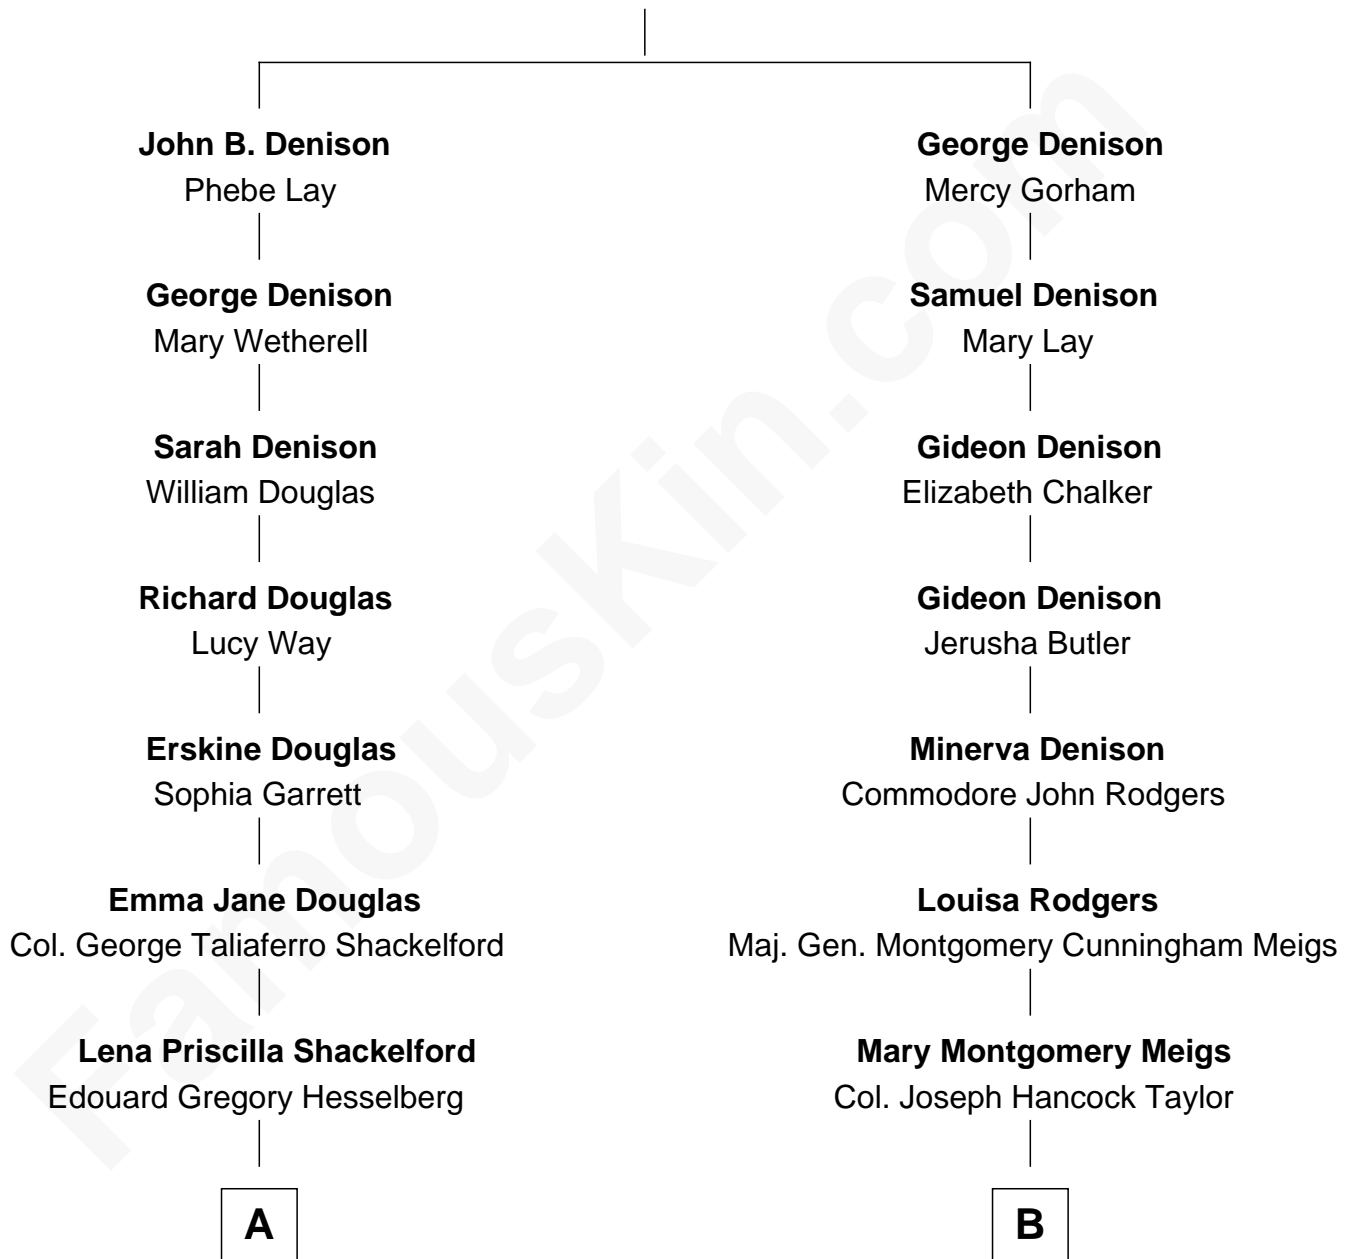 John B. Denison
Phebe Lay
George Denison
Mary Wetherell
Sarah Denison
William Douglas
Richard Douglas
Lucy Way
Erskine Douglas
Sophia Garrett
Emma Jane Douglas
Col. George Taliaferro Shackelford
Lena Priscilla Shackelford
Edouard Gregory Hesselberg
A
George Denison
Mercy Gorham
Samuel Denison
Mary Lay
Gideon Denison
Elizabeth Chalker
Gideon Denison
Jerusha Butler
Minerva Denison
Commodore John Rodgers
Louisa Rodgers
Maj. Gen. Montgomery Cunningham Meigs
Mary Montgomery Meigs
Col. Joseph Hancock Taylor
B
FamousKin.com